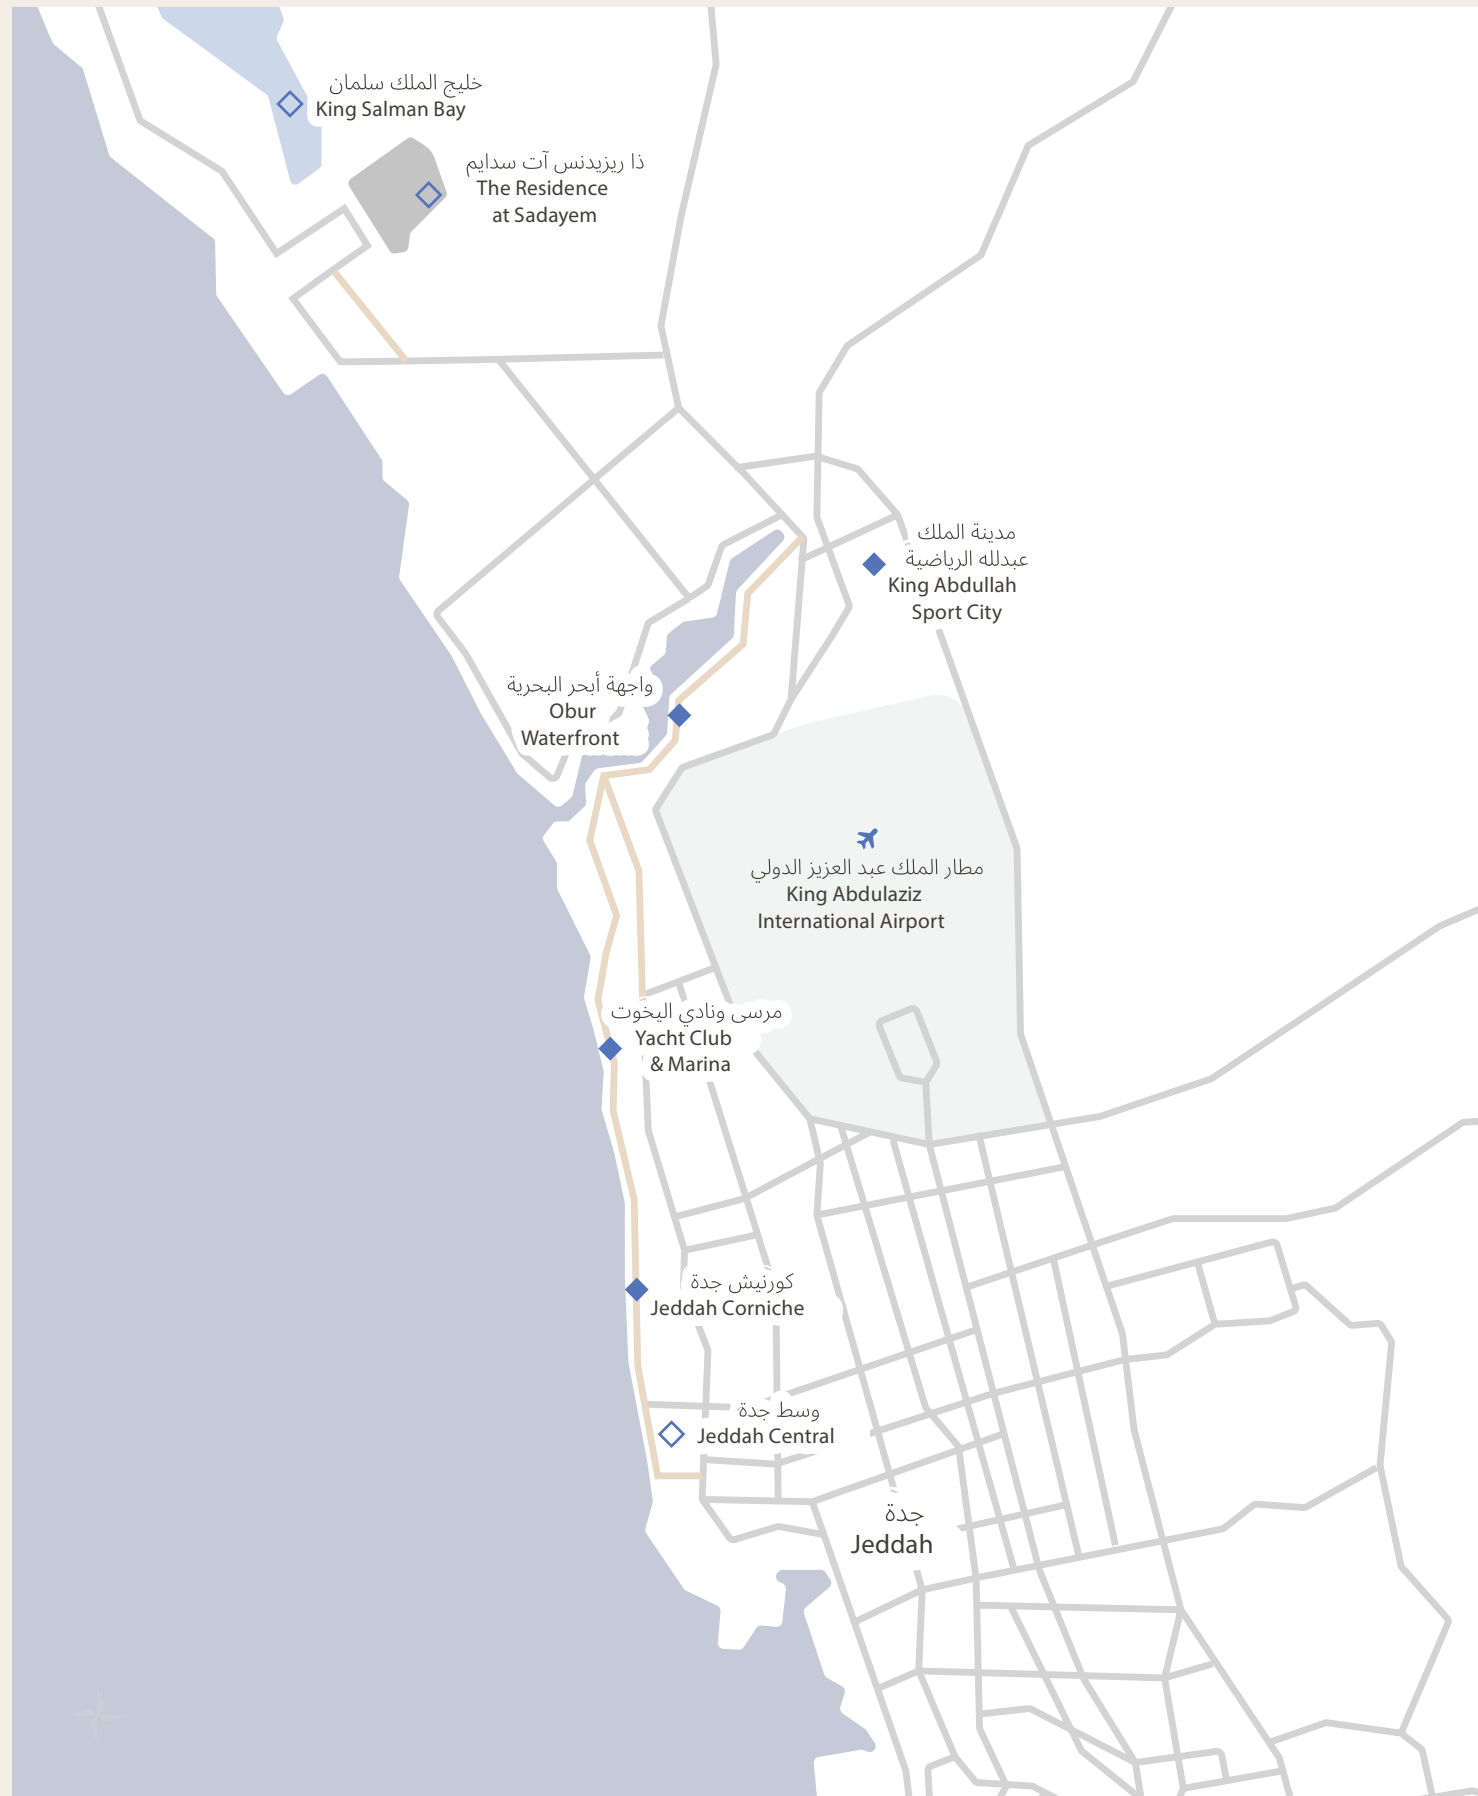 خليج الملك سلمان
King Salman Bay
ذا ريزيدنس آت سدايم
The Residence
at Sadayem
مدينة الملك
عبدلله الرياضية
King Abdullah
Sport City
واجهة أبحر البحرية
Obur
Waterfront
مطار الملك عبد العزيز الدولي
King Abdulaziz
International Airport
مرسى ونادي اليخوت
Yacht Club
& Marina
كورنيش جدة
Jeddah Corniche
وسط جدة
Jeddah Central
جدة
Jeddah